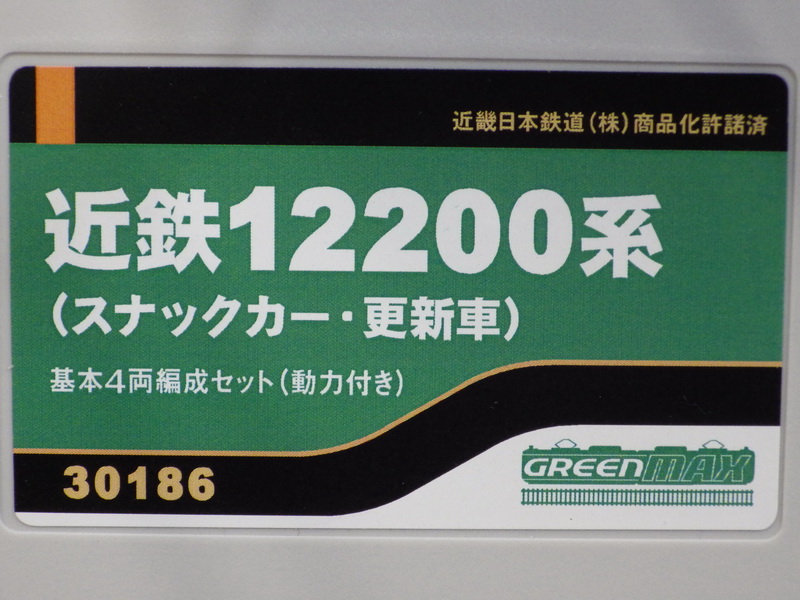 近畿日本鉄道（株）商品化許諾済
近鉄12200系
（スナックカー・更新車）
基本4両編成セット（動力付き）
30186
GREENMAX